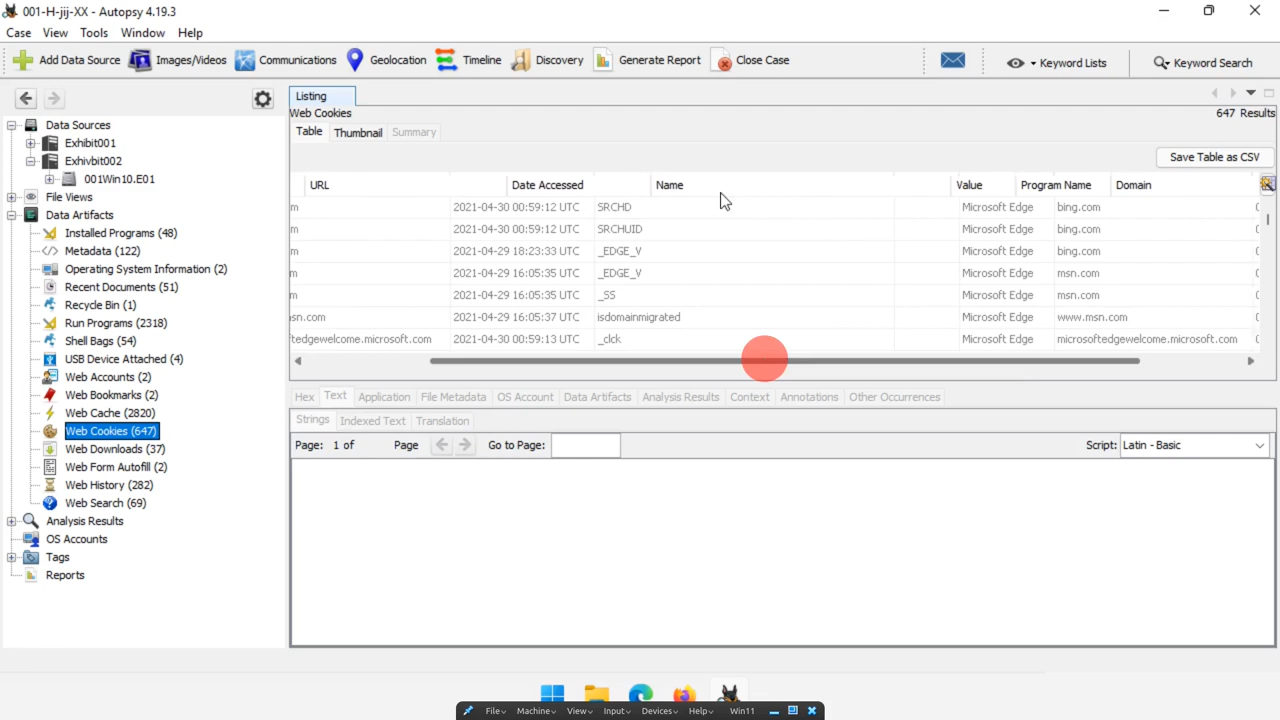 001-H-jij-XX - Autopsy 4.19.3
Case View Tools Window Help
Add Data Source Images/Videos Communications Geolocation Timeline Discovery Generate Report Close Case Keyword Lists Keyword Search
Listing
Web Cookies 647 Results
Table Thumbnail Summary
Save Table as CSV
URL Date Accessed Name Value Program Name Domain
m 2021-04-30 00:59:12 UTC SRCHD Microsoft Edge bing.com
m 2021-04-30 00:59:12 UTC SRCHUID Microsoft Edge bing.com
m 2021-04-29 18:23:33 UTC _EDGE_V Microsoft Edge bing.com
m 2021-04-29 16:05:35 UTC _EDGE_V Microsoft Edge msn.com
m 2021-04-29 16:05:35 UTC _SS Microsoft Edge msn.com
sn.com 2021-04-29 16:05:37 UTC isdomainmigrated Microsoft Edge www.msn.com
ftedgewelcome.microsoft.com 2021-04-30 00:59:13 UTC _clck Microsoft Edge microsoftedgewelcome.microsoft.com
Data Sources
Exhibit001
Exhivbit002
001Win10.E01
File Views
Data Artifacts
Installed Programs (48)
Metadata (122)
Operating System Information (2)
Recent Documents (51)
Recycle Bin (1)
Run Programs (2318)
Shell Bags (54)
USB Device Attached (4)
Web Accounts (2)
Web Bookmarks (2)
Web Cache (2820)
Web Cookies (647)
Web Downloads (37)
Web Form Autofill (2)
Web History (282)
Web Search (69)
Analysis Results
OS Accounts
Tags
Reports
Hex Text Application File Metadata OS Account Data Artifacts Analysis Results Context Annotations Other Occurrences
Strings Indexed Text Translation
Page: 1 of Page Go to Page: Script: Latin - Basic
File Machine View Input Devices Help Win11